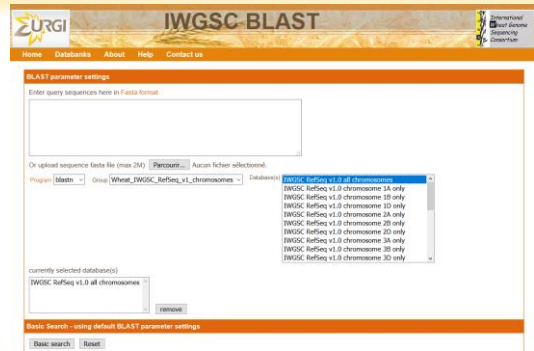 URGI
IWGSC BLAST
International
Wheat Genome
Sequencing
Consortium
Home Databanks About Help Contact us
BLAST parameter settings
Enter query sequences here in Fasta format
Or upload sequence fasta file (max 2M) Parcourir... Aucun fichier sélectionné.
Program blastn Group Wheat_IWGSC_RefSeq_v1_chromosomes Database(s) IWGSC RefSeq v1.0 all chromosomes
IWGSC RefSeq v1.0 chromosome 1A only
IWGSC RefSeq v1.0 chromosome 1B only
IWGSC RefSeq v1.0 chromosome 1D only
IWGSC RefSeq v1.0 chromosome 2A only
IWGSC RefSeq v1.0 chromosome 2B only
IWGSC RefSeq v1.0 chromosome 2D only
IWGSC RefSeq v1.0 chromosome 3A only
IWGSC RefSeq v1.0 chromosome 3B only
IWGSC RefSeq v1.0 chromosome 3D only
currently selected database(s)
IWGSC RefSeq v1.0 all chromosomes
remove
Basic Search - using default BLAST parameter settings
Basic search Reset